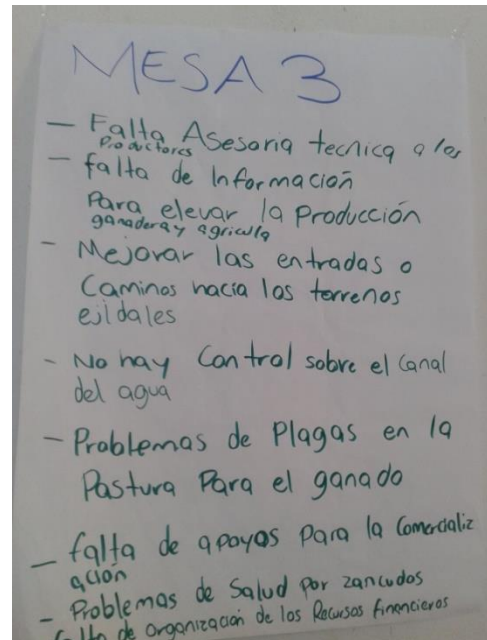 MESA 3
- Falta Asesoria tecnica a los
Productores
- falta de Información
Para elevar la Producción
ganadera y agricula
- Mejorar las entradas o
Caminos hacia los terrenos
ejidales
- No hay Control sobre el Canal
del agua
- Problemas de Plagas en la
Pastura Para el ganado
- falta de apoyos Para la Comercializ
ación
- Problemas de Salud por zancudos
falta de organización de los Recursos financieros